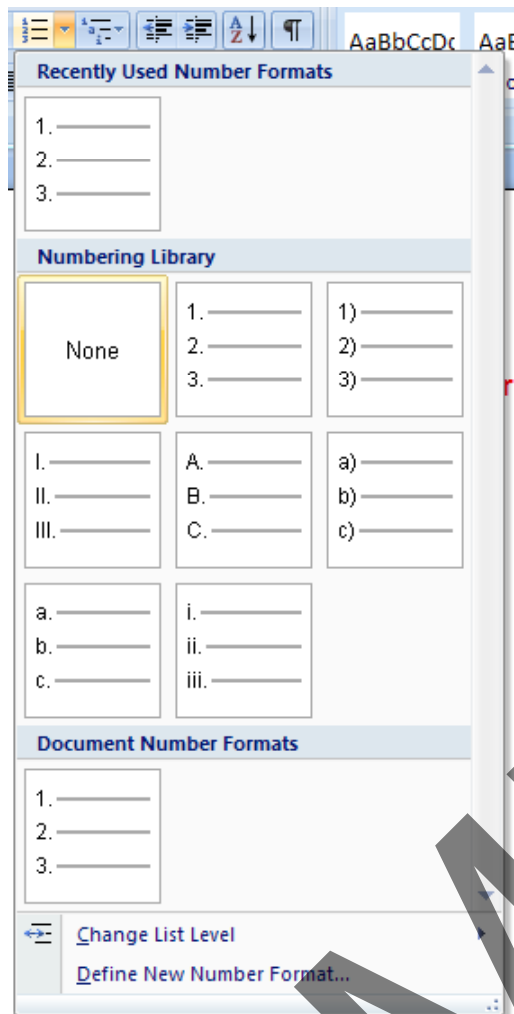 AaBbCcDc AaB
Recently Used Number Formats
1.
2.
3.
Numbering Library
None
1.
2.
3.
1)
2)
3)
I.
II.
III.
A.
B.
C.
a)
b)
c)
a.
b.
c.
i.
ii.
iii.
Document Number Formats
1.
2.
3.
Change List Level
Define New Number Format...